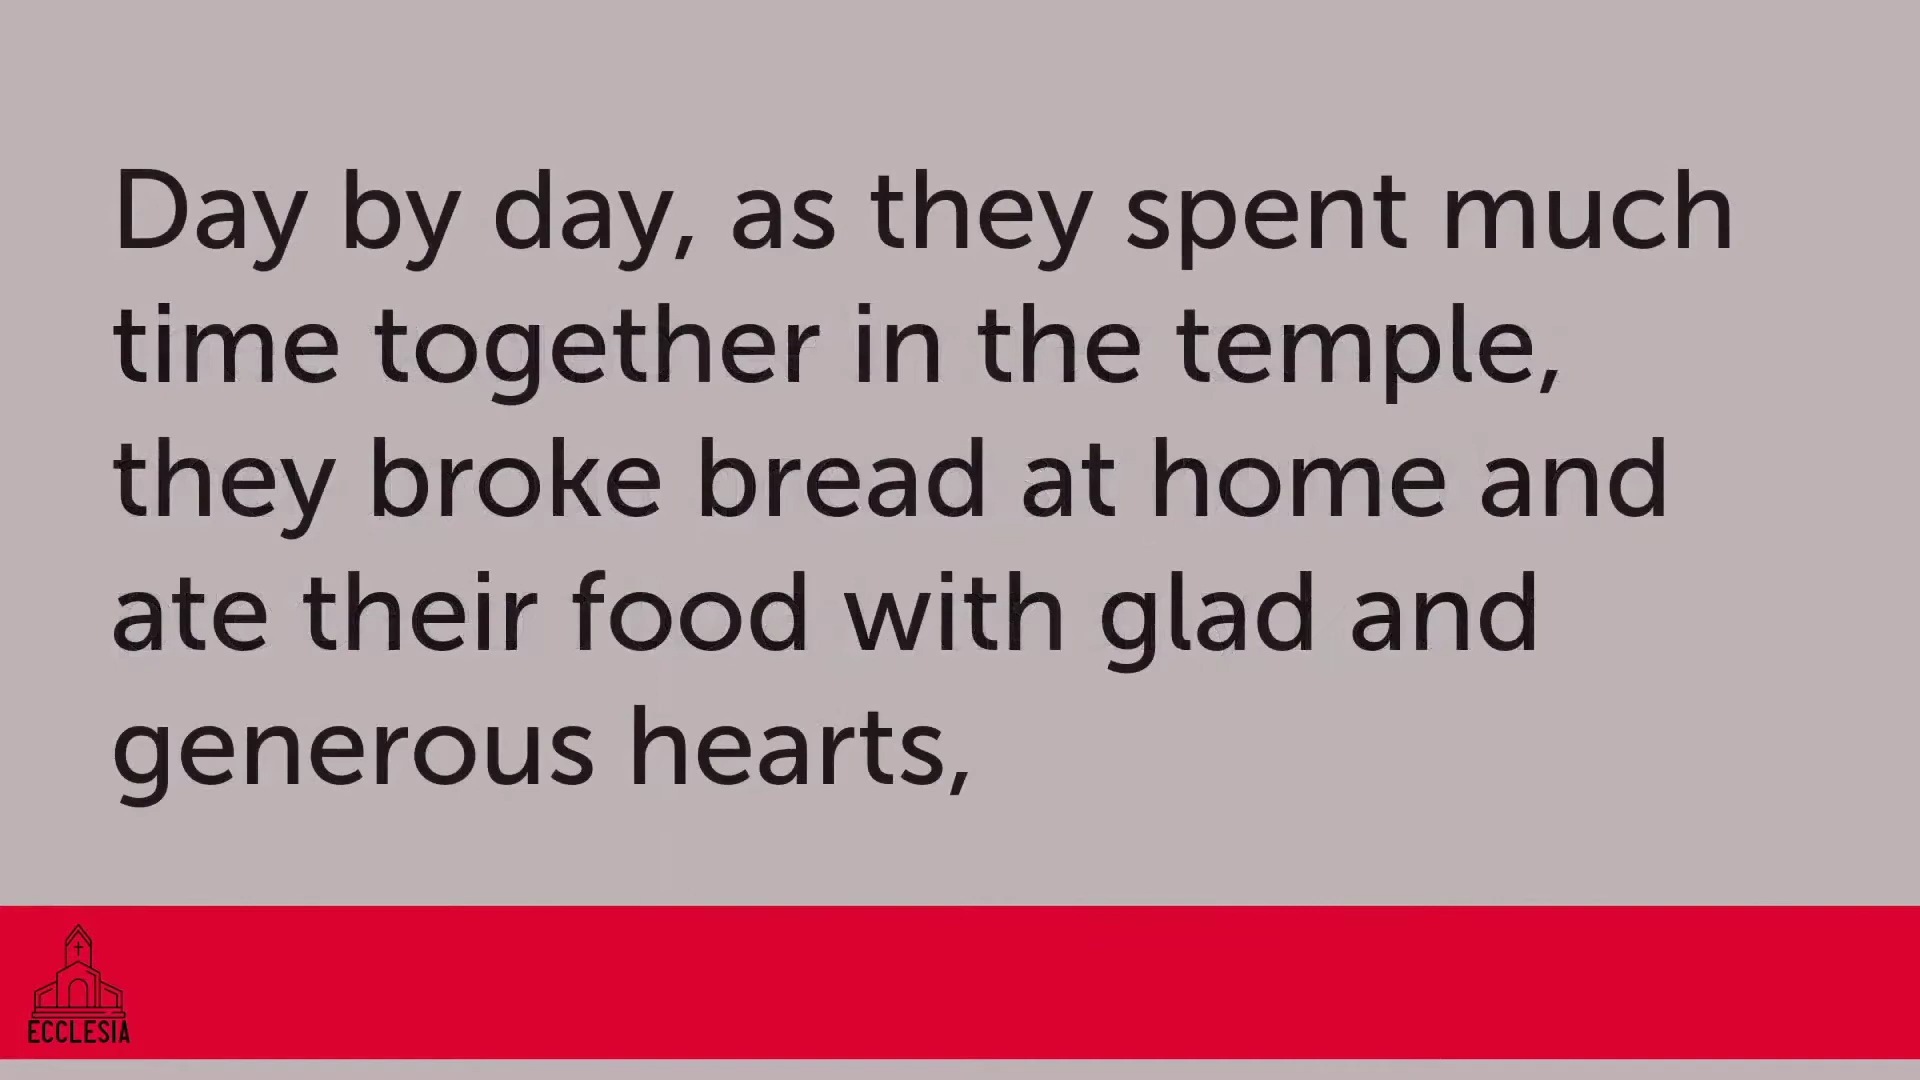 Day by day, as they spent much
time together in the temple,
they broke bread at home and
ate their food with glad and
generous hearts,
ECCLESIA